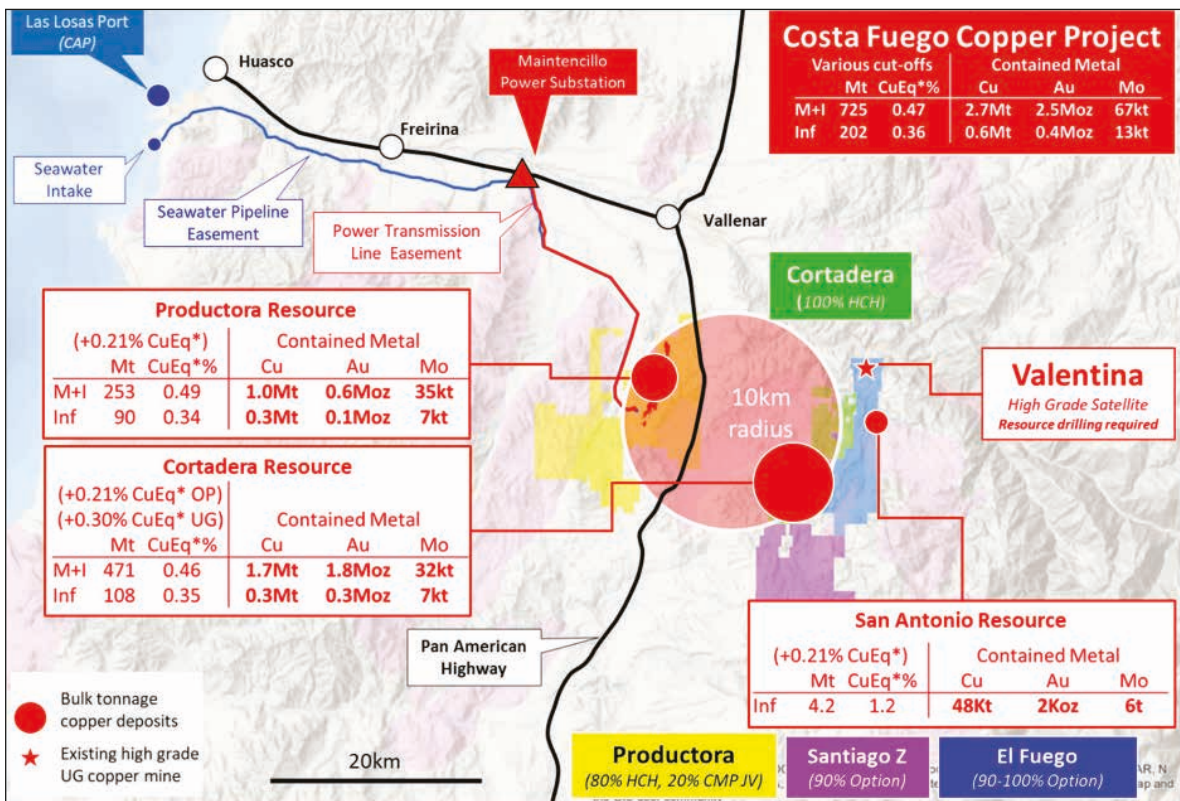 Las Losas Port
(CAP)
Huasco
Maintencillo
Power Substation
Freirina
Seawater
Intake
Seawater Pipeline
Easement
Power Transmission
Line Easement
Vallenar
Costa Fuego Copper Project
Various cut-offs Contained Metal
Mt CuEq*% Cu Au Mo
M+I 725 0.47 2.7Mt 2.5Moz 67kt
Inf 202 0.36 0.6Mt 0.4Moz 13kt
Cortadera
(100% HCH)
Productora Resource
(+0.21% CuEq*) Contained Metal
Mt CuEq*% Cu Au Mo
M+I 253 0.49 1.0Mt 0.6Moz 35kt
Inf 90 0.34 0.3Mt 0.1Moz 7kt
10km
radius
Valentina
High Grade Satellite
Resource drilling required
Cortadera Resource
(+0.21% CuEq* OP)
(+0.30% CuEq* UG) Contained Metal
Mt CuEq*% Cu Au Mo
M+I 471 0.46 1.7Mt 1.8Moz 32kt
Inf 108 0.35 0.3Mt 0.3Moz 7kt
Pan American
Highway
San Antonio Resource
(+0.21% CuEq*) Contained Metal
Mt CuEq*% Cu Au Mo
Inf 4.2 1.2 48Kt 2Koz 6t
Bulk tonnage
copper deposits
Existing high grade
UG copper mine
20km
Productora
(80% HCH, 20% CMP JV)
Santiago Z
(90% Option)
El Fuego
(90-100% Option)